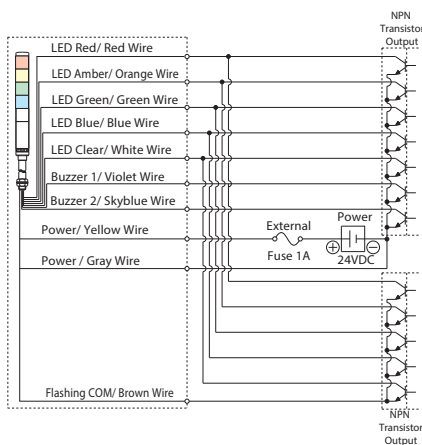 NPN
Transistor
Output
LED Red/ Red Wire
LED Amber/ Orange Wire
LED Green/ Green Wire
LED Blue/ Blue Wire
LED Clear/ White Wire
Buzzer 1/ Violet Wire
Buzzer 2/ Skyblue Wire
Power/ Yellow Wire
External
Fuse 1A
Power
24VDC
Power / Gray Wire
Flashing COM/ Brown Wire
NPN
Transistor
Output